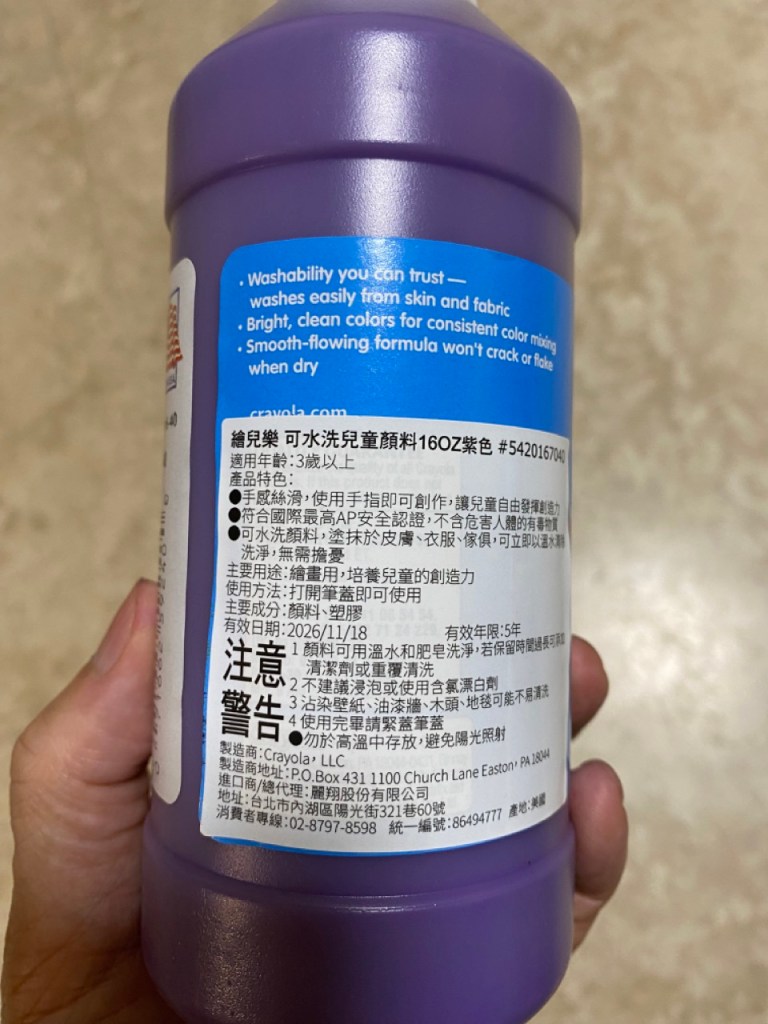 • Washability you can trust —
washes easily from skin and fabric
• Bright, clean colors for consistent color mixing
• Smooth-flowing formula won't crack or flake
when dry
crayola.com
繪兒樂 可水洗兒童顏料16OZ紫色 #5420167040
適用年齡:3歲以上
產品特色:
●手感絲滑,使用手指即可創作,讓兒童自由發揮創造力
●符合國際最高AP安全認證,不含危害人體的有毒物質
●可水洗顏料,塗抹於皮膚、衣服、傢俱,可立即以溫水清
洗淨,無需擔憂
主要用途:繪畫用,培養兒童的創造力
使用方法:打開筆蓋即可使用
主要成分:顏料、塑膠
有效日期:2026/11/18 有效年限:5年
注意
警告
1 顏料可用溫水和肥皂洗淨,若保留時間過長可
清潔劑或重覆清洗
2 不建議浸泡或使用含氯漂白劑
3 沾染壁紙、油漆牆、木頭、地毯可能不易清洗
4 使用完畢請緊蓋筆蓋
●勿於高溫中存放,避免陽光照射
製造商:Crayola, LLC
製造商地址:P.O.Box 431 1100 Church Lane Easton, PA 18044
進口商/總代理:麗翔股份有限公司
地址:台北市內湖區陽光街321巷60號
消費者專線:02-8797-8598 統一編號:86494777 產地:美國